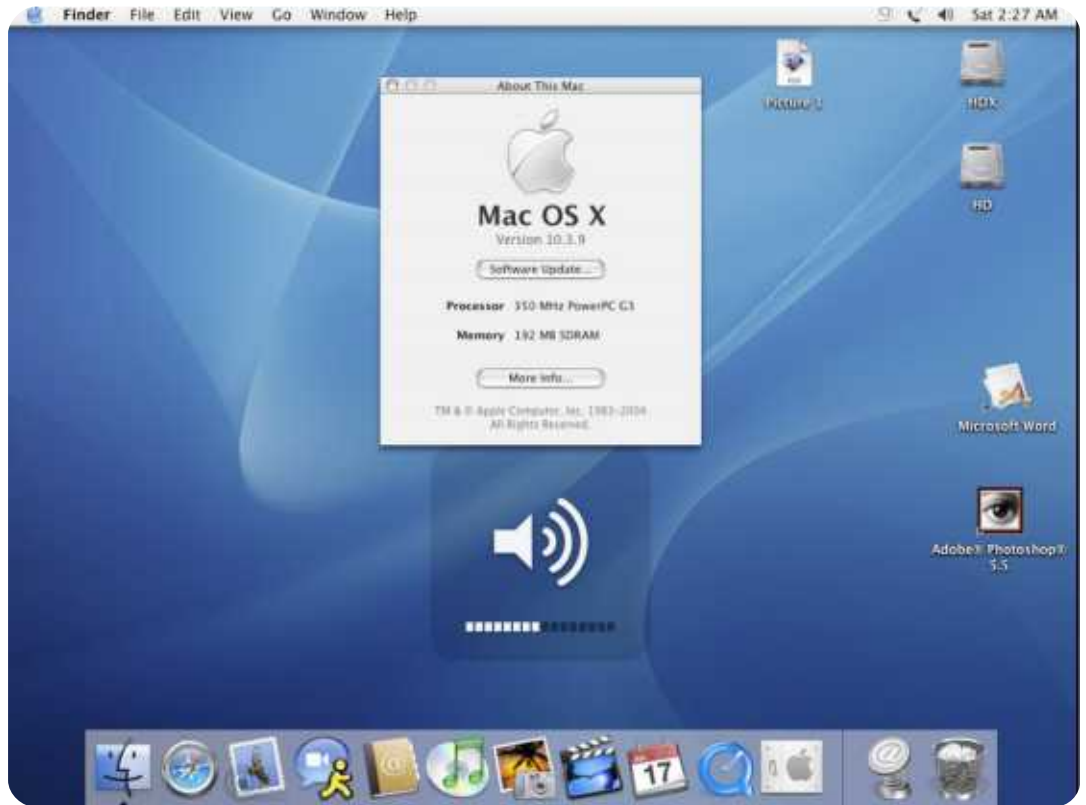 Finder File Edit View Go Window Help Sat 2:27 AM
About This Mac
Mac OS X
Version 10.3.9
Software Update...
Processor 350 MHz PowerPC G3
Memory 192 MB SDRAM
More Info...
TM & © Apple Computer, Inc. 1983-2004
All Rights Reserved.
Picture 1
HDX
HD
Microsoft Word
Adobe® Photoshop®
5.5
17